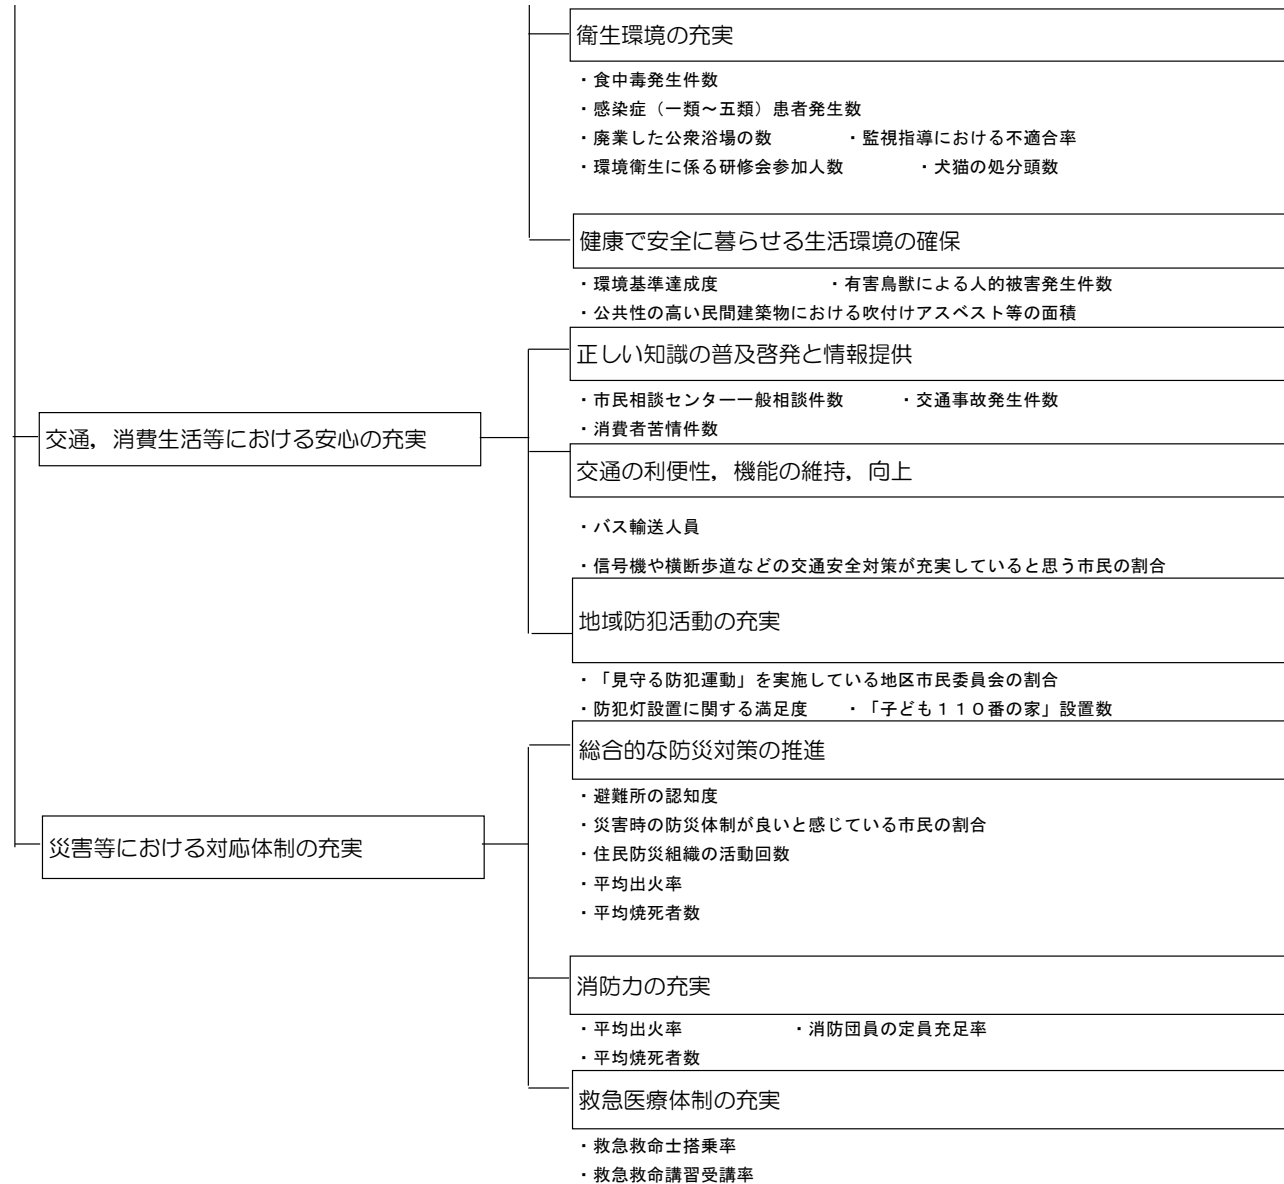 衛生環境の充実
・食中毒発生件数
・感染症（一類～五類）患者発生数
・廃業した公衆浴場の数　・監視指導における不適合率
・環境衛生に係る研修会参加人数　・犬猫の処分頭数
健康で安全に暮らせる生活環境の確保
・環境基準達成度　・有害鳥獣による人的被害発生件数
・公共性の高い民間建築物における吹付けアスベスト等の面積
正しい知識の普及啓発と情報提供
・市民相談センター一般相談件数　・交通事故発生件数
・消費者苦情件数
交通，消費生活等における安心の充実
交通の利便性，機能の維持，向上
・バス輸送人員
・信号機や横断歩道などの交通安全対策が充実していると思う市民の割合
地域防犯活動の充実
・「見守る防犯運動」を実施している地区市民委員会の割合
・防犯灯設置に関する満足度　・「子ども１１０番の家」設置数
総合的な防災対策の推進
・避難所の認知度
・災害時の防災体制が良いと感じている市民の割合
災害等における対応体制の充実
・住民防災組織の活動回数
・平均出火率
・平均焼死者数
消防力の充実
・平均出火率　・消防団員の定員充足率
・平均焼死者数
救急医療体制の充実
・救急救命士搭乗率
・救急救命講習受講率